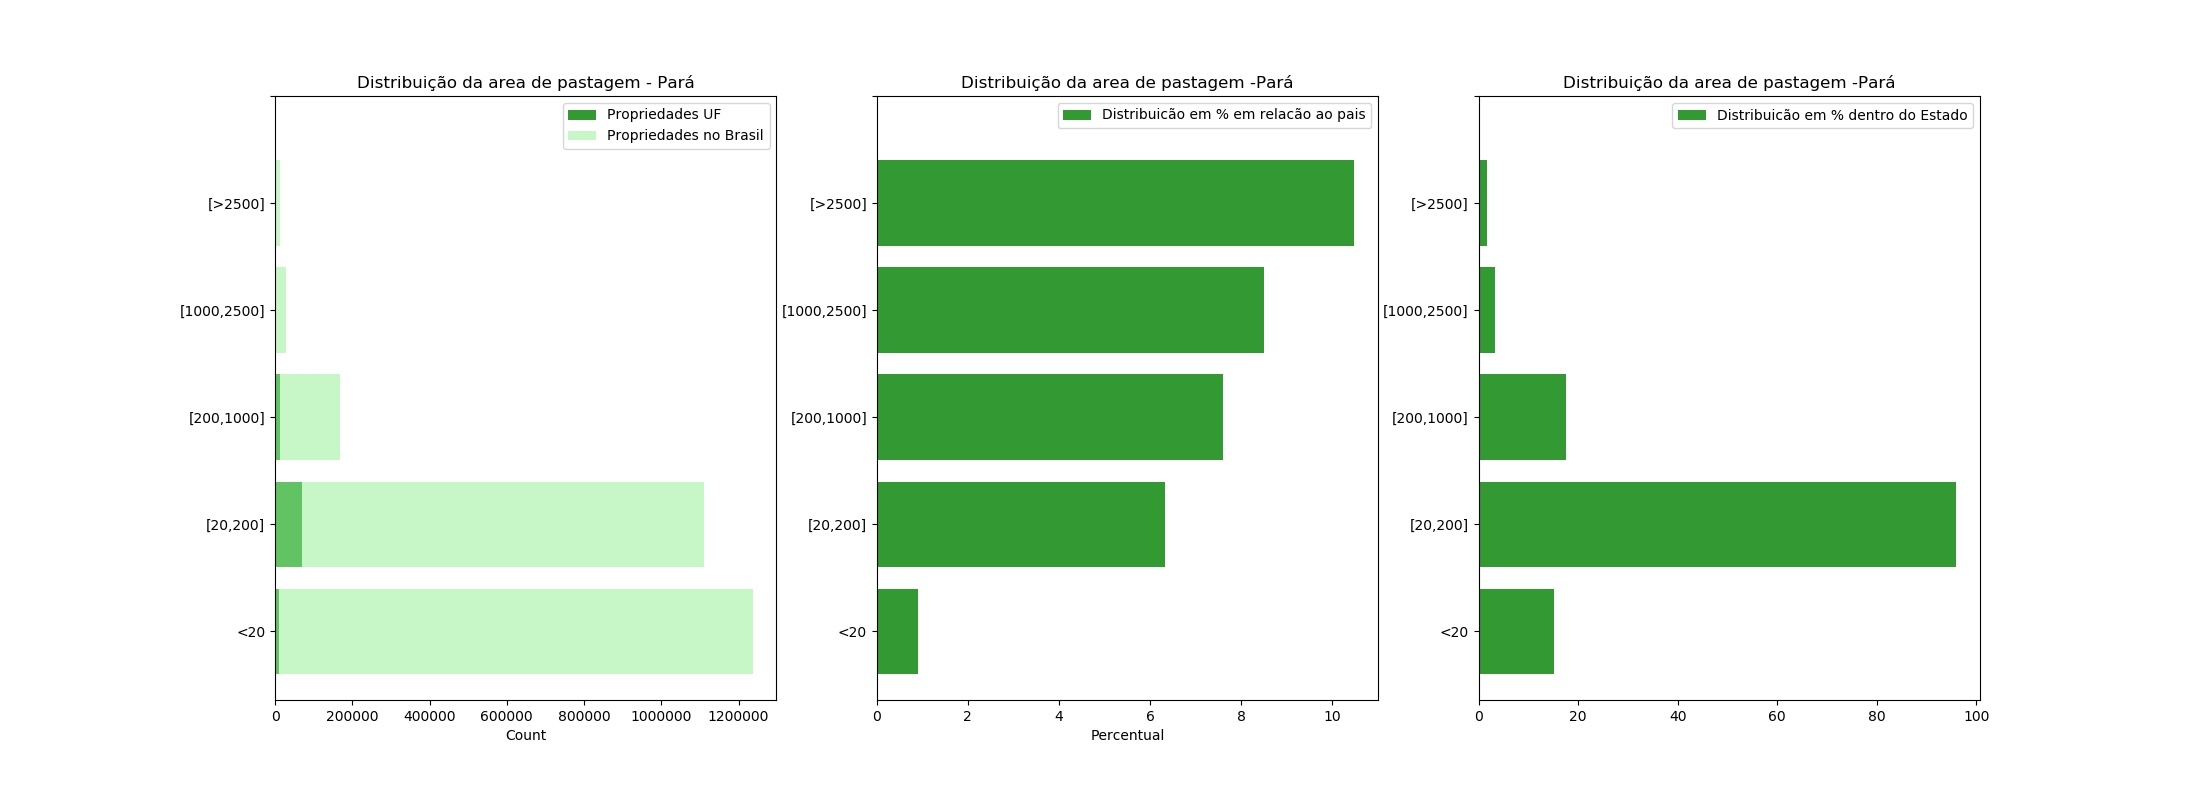 Distribuição da area de pastagem - Pará
Propriedades UF
Propriedades no Brasil
[>2500]
[1000,2500]
[200,1000]
[20,200]
<20
0 200000 400000 600000 800000 1000000 1200000
Count
Distribuição da area de pastagem -Pará
Distribuicão em % em relacão ao pais
[>2500]
[1000,2500]
[200,1000]
[20,200]
<20
0 2 4 6 8 10
Percentual
Distribuição da area de pastagem -Pará
Distribuicão em % dentro do Estado
[>2500]
[1000,2500]
[200,1000]
[20,200]
<20
0 20 40 60 80 100